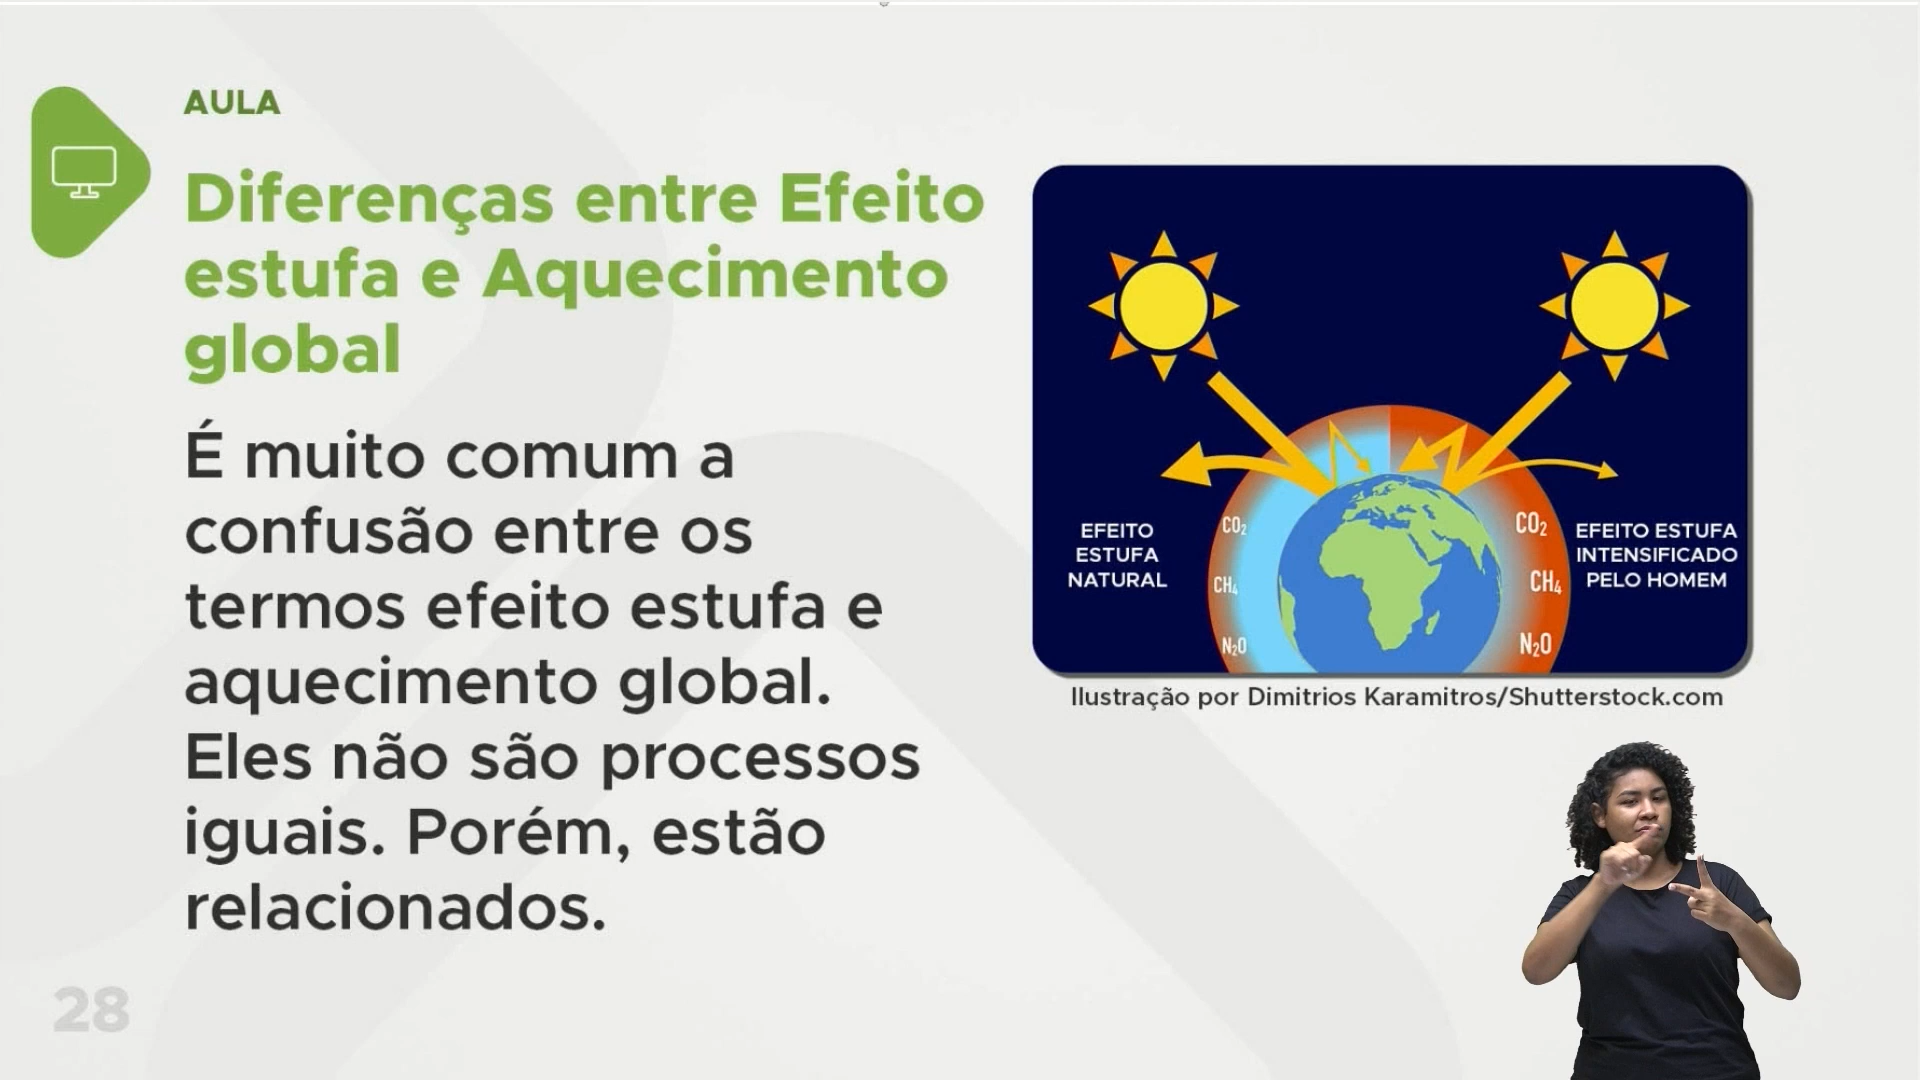 AULA
Diferenças entre Efeito
estufa e Aquecimento
global
É muito comum a
confusão entre os
termos efeito estufa e
aquecimento global.
Eles não são processos
iguais. Porém, estão
relacionados.
28
EFEITO
ESTUFA
NATURAL
CO₂
CH₄
N₂O
CO₂
CH₄
N₂O
EFEITO ESTUFA
INTENSIFICADO
PELO HOMEM
Ilustração por Dimitrios Karamitros/Shutterstock.com